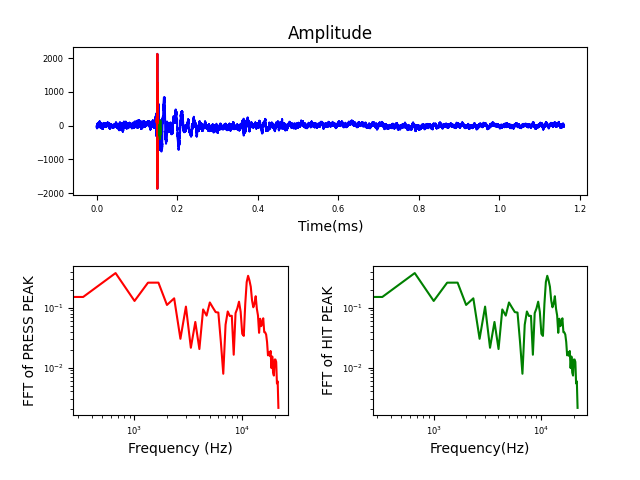 Amplitude
2000
1000
0
−1000
−2000
0.0 0.2 0.4 0.6 0.8 1.0 1.2
Time(ms)
FFT of PRESS PEAK
10⁻¹
10⁻²
10³ 10⁴
Frequency (Hz)
FFT of HIT PEAK
10⁻¹
10⁻²
10³ 10⁴
Frequency(Hz)